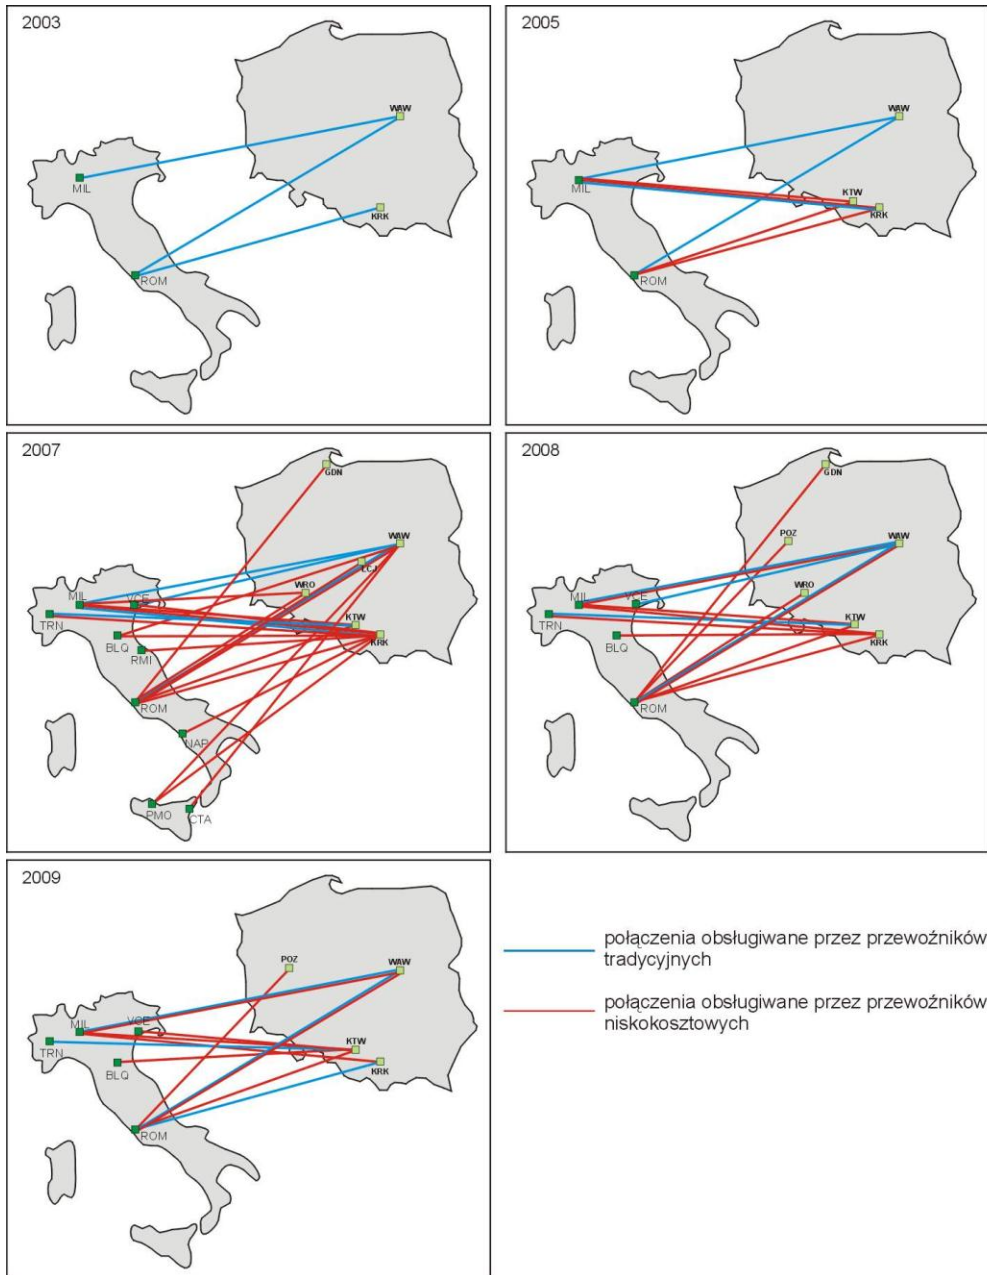 2003
WAW
MIL
KRK
ROM
2005
WAW
MIL
KTW
KRK
ROM
2007
GDN
WAW
LCJ
WRO
MIL
VCE
TRN
KTW
BLQ
KRK
RMI
ROM
NAP
PMO
CTA
2008
GDN
POZ
WAW
WRO
MIL
VCE
TRN
KTW
BLQ
KRK
ROM
2009
POZ
WAW
MIL
VCE
TRN
KTW
BLQ
KRK
ROM
połączenia obsługiwane przez przewoźników
tradycyjnych
połączenia obsługiwane przez przewoźników
niskokosztowych